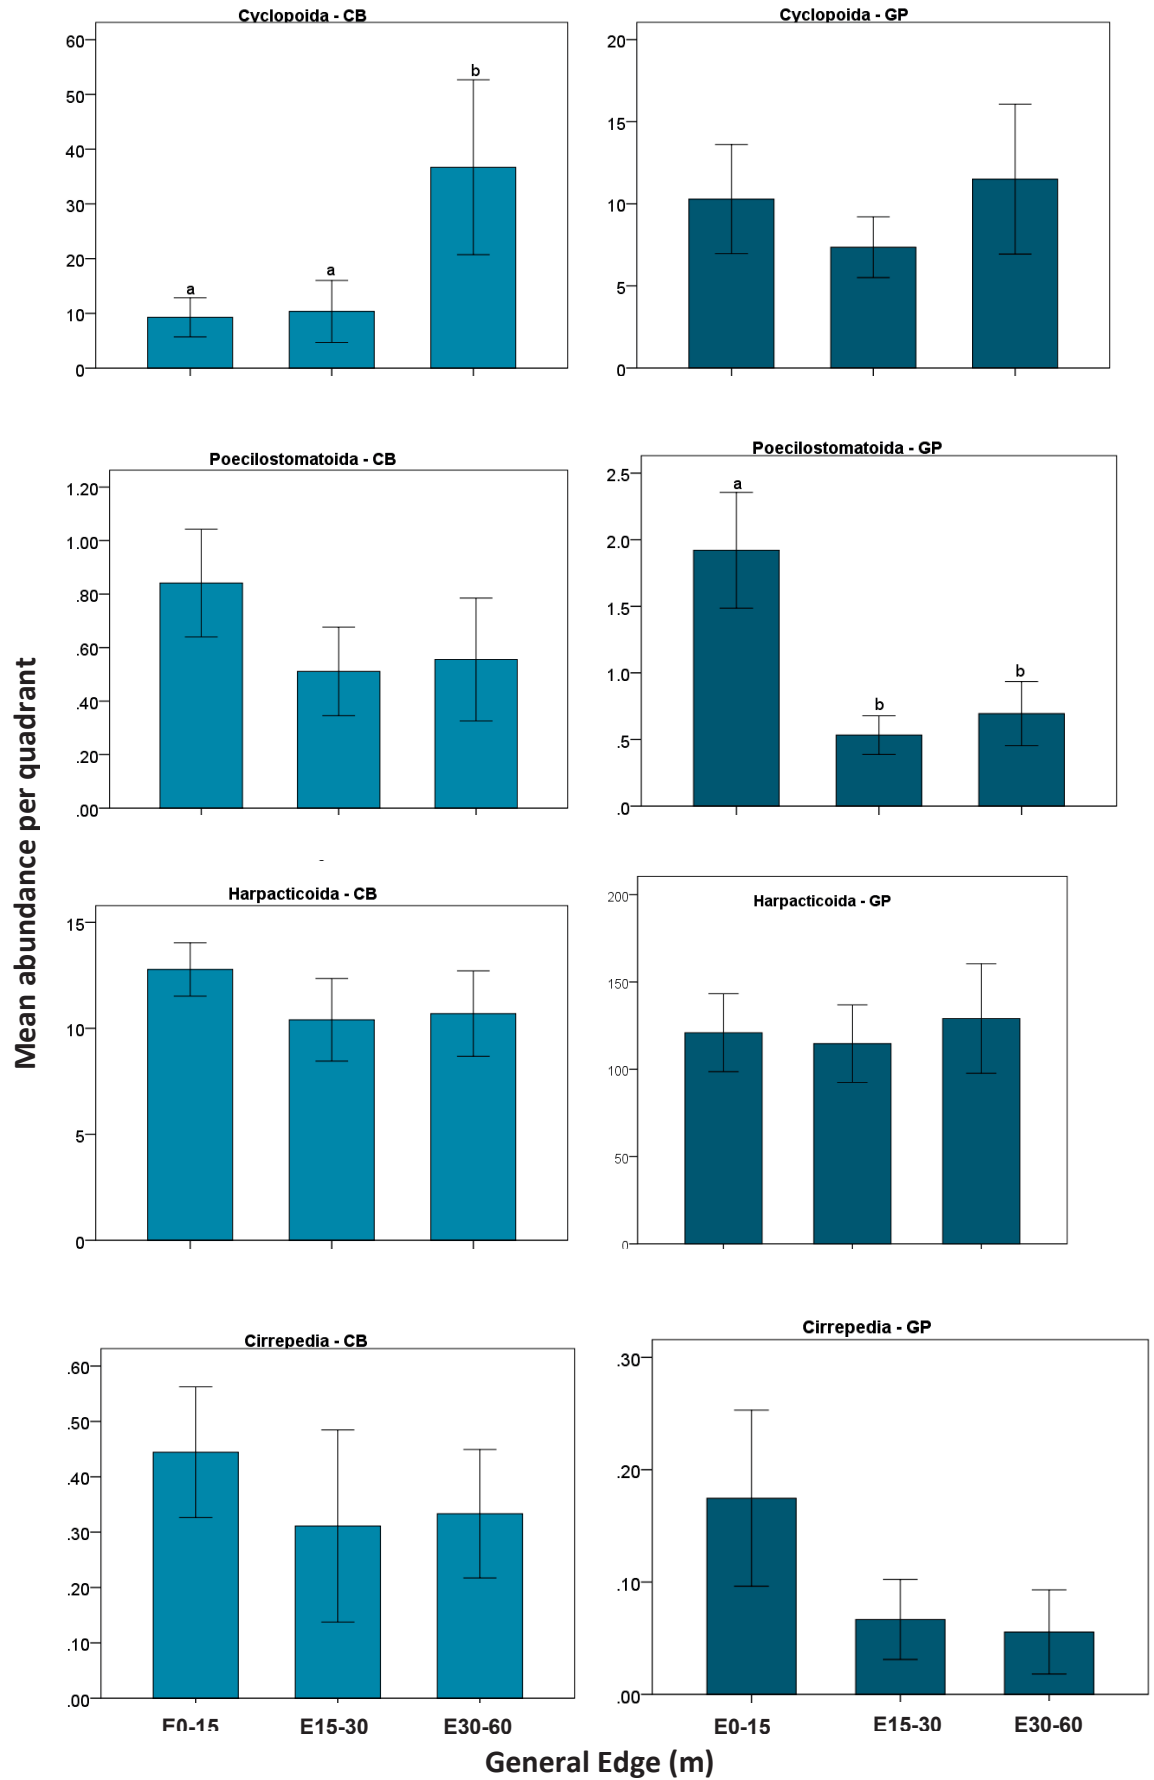 Cyclopoida - CB
60
50
40
30
20
10
0
a
a
b
Cyclopoida - GP
20
15
10
5
0
Poecilostomatoida - CB
1.20
1.00
.80
.60
.40
.20
.00
Poecilostomatoida - GP
2.5
2.0
1.5
1.0
.5
.0
a
b
b
Mean abundance per quadrant
Harpacticoida - CB
15
10
5
0
Harpacticoida - GP
200
150
100
50
0
Cirrepedia - CB
.60
.50
.40
.30
.20
.10
.00
E0-15
E15-30
E30-60
Cirrepedia - GP
.30
.20
.10
.00
E0-15
E15-30
E30-60
General Edge (m)